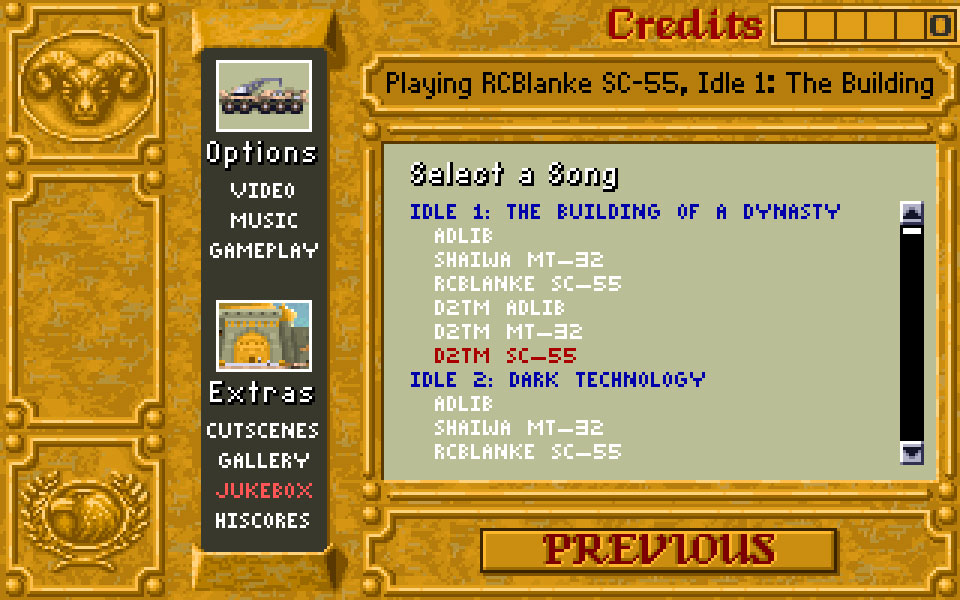 Credits 0
Playing RCBlanke SC-55, Idle 1: The Building
Options
VIDEO
MUSIC
GAMEPLAY
Extras
CUTSCENES
GALLERY
JUKEBOX
HISCORES
Select a Song
IDLE 1: THE BUILDING OF A DYNASTY
ADLIB
SHAIWA MT-32
RCBLANKE SC-55
D2TM ADLIB
D2TM MT-32
D2TM SC-55
IDLE 2: DARK TECHNOLOGY
ADLIB
SHAIWA MT-32
RCBLANKE SC-55
PREVIOUS